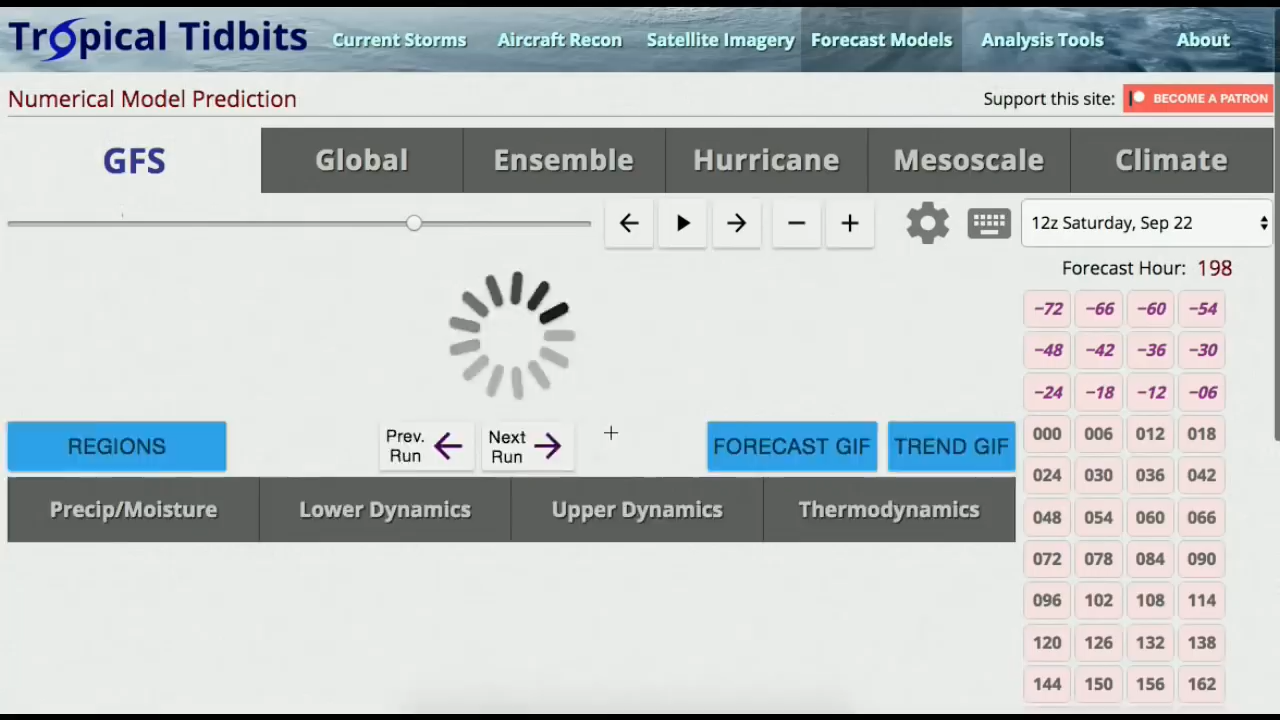 Tropical Tidbits
Current Storms Aircraft Recon Satellite Imagery Forecast Models Analysis Tools About
Numerical Model Prediction
Support this site: BECOME A PATRON
GFS Global Ensemble Hurricane Mesoscale Climate
12z Saturday, Sep 22
Forecast Hour: 198
−72 −66 −60 −54
−48 −42 −36 −30
−24 −18 −12 −06
000 006 012 018
024 030 036 042
048 054 060 066
072 078 084 090
096 102 108 114
120 126 132 138
144 150 156 162
REGIONS
Prev.
Run
Next
Run
FORECAST GIF TREND GIF
Precip/Moisture Lower Dynamics Upper Dynamics Thermodynamics